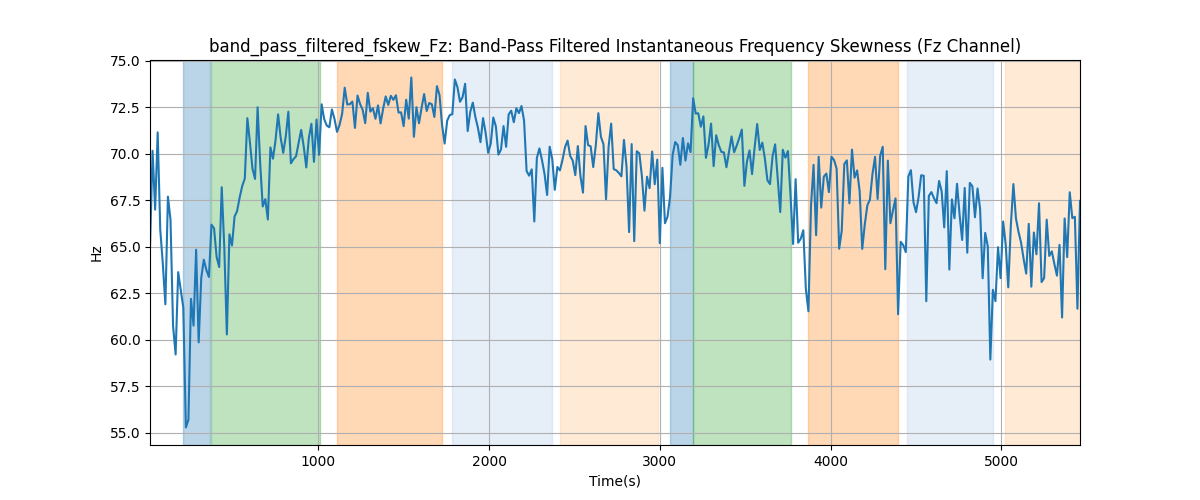 band_pass_filtered_fskew_Fz: Band-Pass Filtered Instantaneous Frequency Skewness (Fz Channel)
75.0
72.5
70.0
67.5
65.0
62.5
60.0
57.5
55.0
Hz
1000 2000 3000 4000 5000
Time(s)